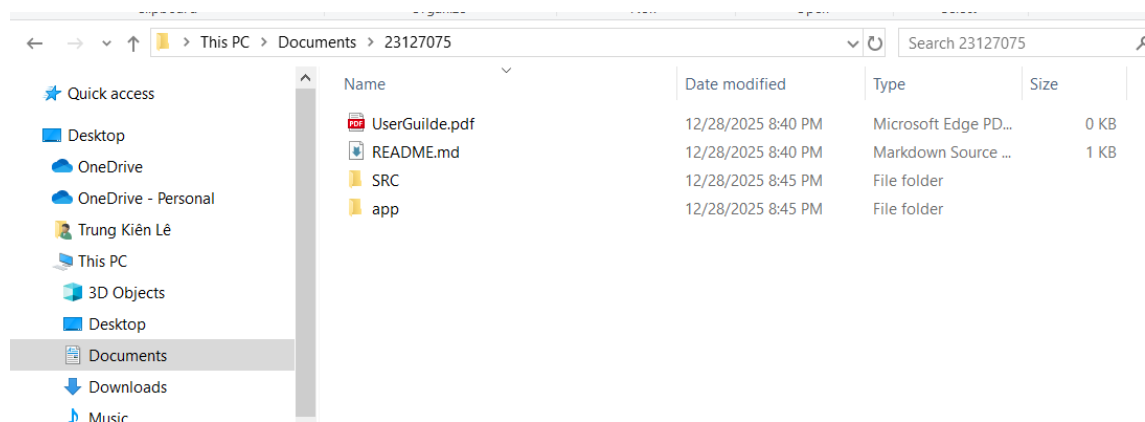 This PC > Documents > 23127075
Search 23127075
Quick access
Desktop
OneDrive
OneDrive - Personal
Trung Kiên Lê
This PC
3D Objects
Desktop
Documents
Downloads
Music
Name Date modified Type Size
UserGuilde.pdf 12/28/2025 8:40 PM Microsoft Edge PD... 0 KB
README.md 12/28/2025 8:40 PM Markdown Source ... 1 KB
SRC 12/28/2025 8:45 PM File folder
app 12/28/2025 8:45 PM File folder